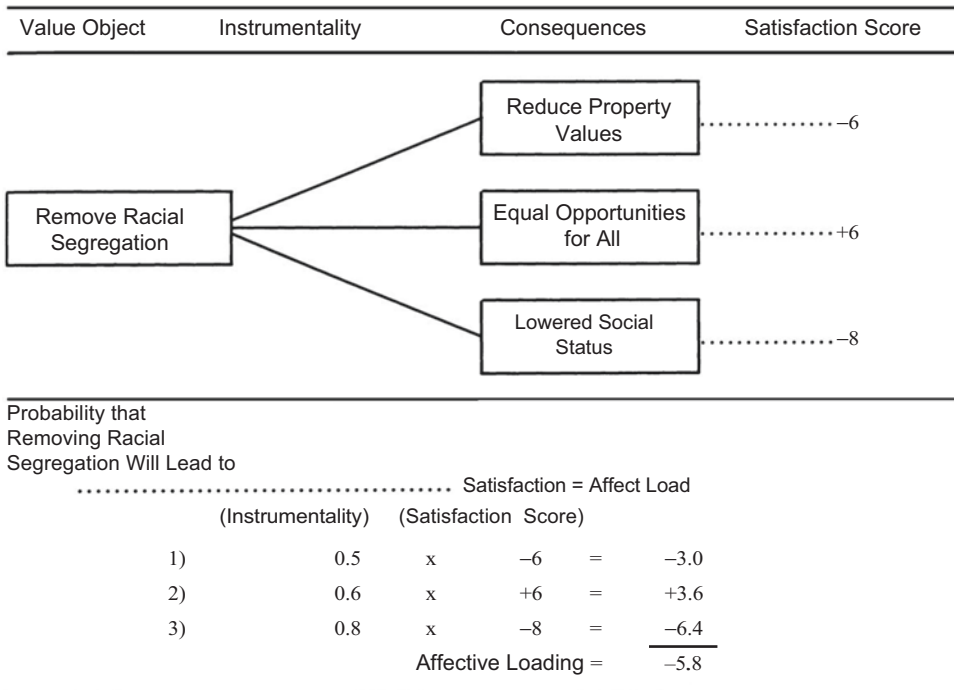 Value Object Instrumentality Consequences Satisfaction Score
Reduce Property
Values
–6
Remove Racial
Segregation
Equal Opportunities
for All
+6
Lowered Social
Status
–8
Probability that
Removing Racial
Segregation Will Lead to
Satisfaction = Affect Load
(Instrumentality) (Satisfaction Score)
1) 0.5 x –6 = –3.0
2) 0.6 x +6 = +3.6
3) 0.8 x –8 = –6.4
Affective Loading = –5.8